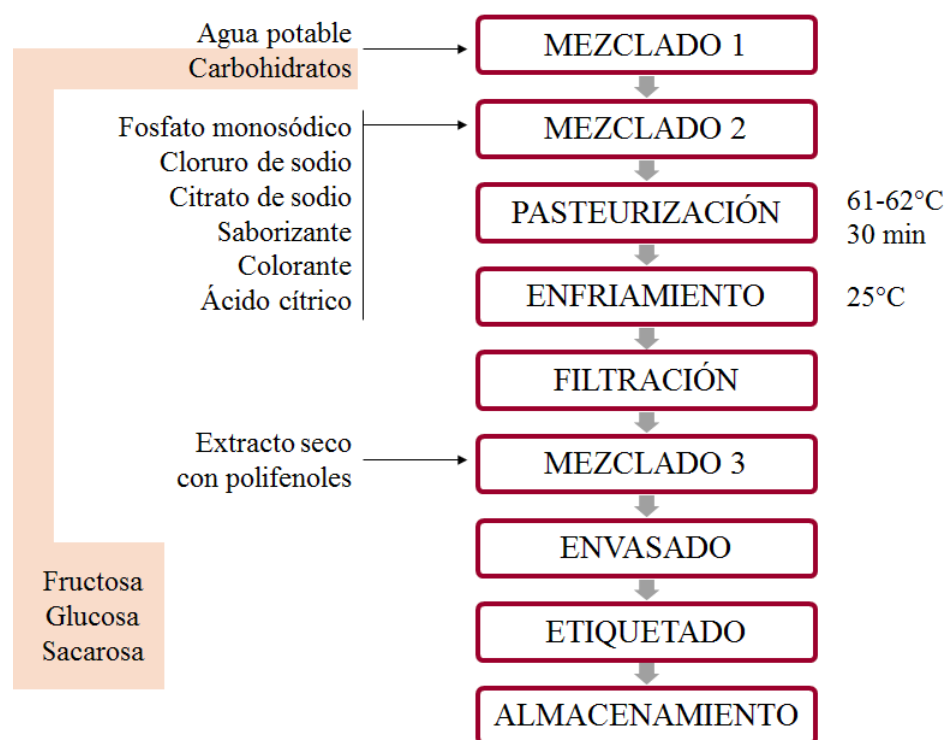 Agua potable
Carbohidratos
MEZCLADO 1
Fosfato monosódico
Cloruro de sodio
Citrato de sodio
Saborizante
Colorante
Ácido cítrico
MEZCLADO 2
PASTEURIZACIÓN
61-62°C
30 min
ENFRIAMIENTO
25°C
FILTRACIÓN
Extracto seco
con polifenoles
MEZCLADO 3
ENVASADO
Fructosa
Glucosa
Sacarosa
ETIQUETADO
ALMACENAMIENTO